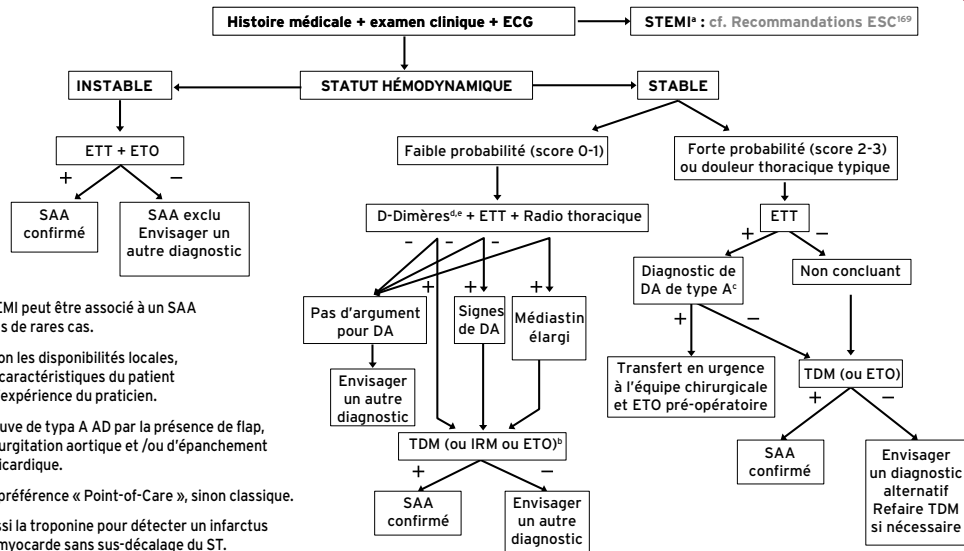 Histoire médicale + examen clinique + ECG
STEMIᵃ : cf. Recommandations ESC¹⁶⁹
INSTABLE
STATUT HÉMODYNAMIQUE
STABLE
ETT + ETO
Faible probabilité (score 0-1)
Forte probabilité (score 2-3)
ou douleur thoracique typique
+
–
SAA
confirmé
SAA exclu
Envisager un
autre diagnostic
D-Dimèresᵈ,ᵉ + ETT + Radio thoracique
ETT
-
-
-
+
–
+
+
+
Pas d'argument
pour DA
Signes
de DA
Médiastin
élargi
Diagnostic de
DA de type Aᶜ
Non concluant
+
–
Envisager
un autre
diagnostic
Transfert en urgence
à l'équipe chirurgicale
et ETO pré-opératoire
TDM (ou ETO)
+
–
TDM (ou IRM ou ETO)ᵇ
+
–
SAA
confirmé
Envisager
un autre
diagnostic
SAA
confirmé
Envisager
un diagnostic
alternatif
Refaire TDM
si nécessaire
EMI peut être associé à un SAA
s de rares cas.
on les disponibilités locales,
caractéristiques du patient
expérience du praticien.
uve de typa A AD par la présence de flap,
urgitation aortique et /ou d'épanchement
icardique.
préférence « Point-of-Care », sinon classique.
ssi la troponine pour détecter un infarctus
myocarde sans sus-décalage du ST.